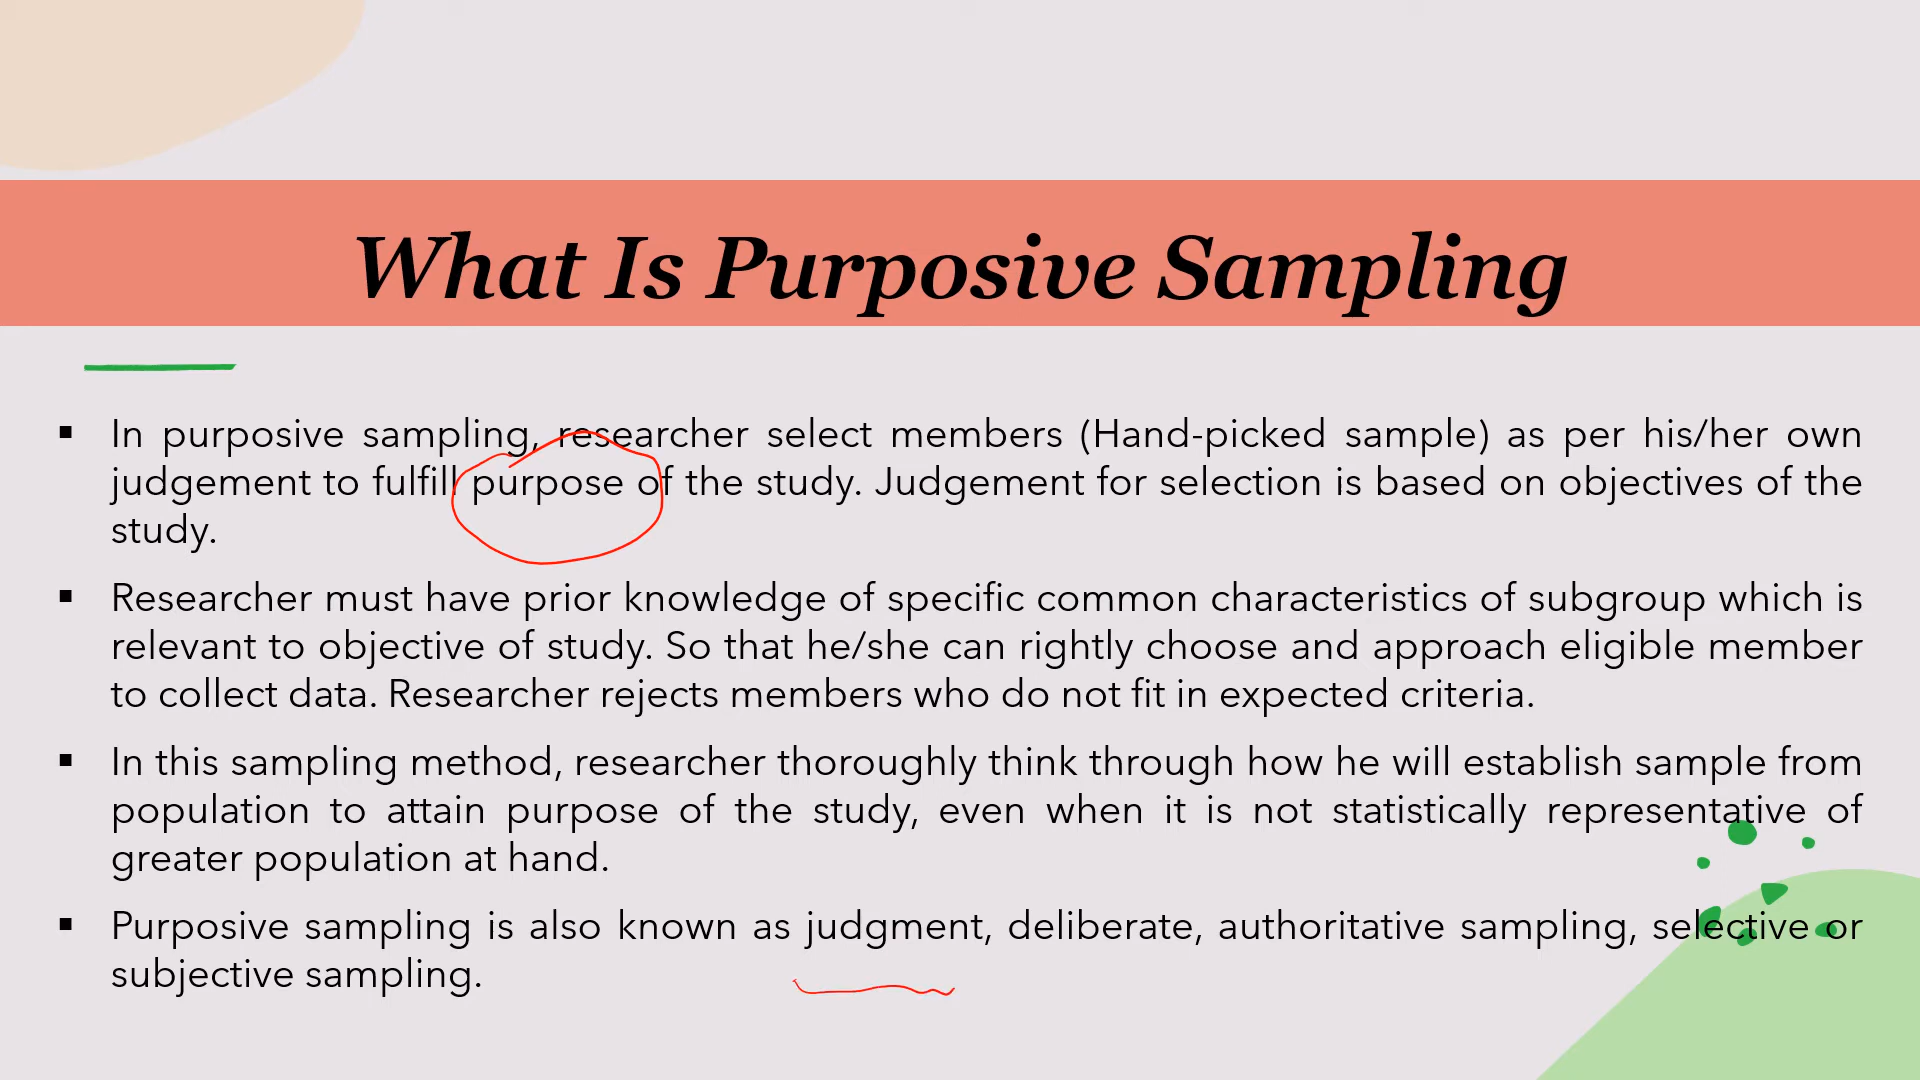 What Is Purposive Sampling
▪ In purposive sampling, researcher select members (Hand-picked sample) as per his/her own
judgement to fulfill purpose of the study. Judgement for selection is based on objectives of the
study.
▪ Researcher must have prior knowledge of specific common characteristics of subgroup which is
relevant to objective of study. So that he/she can rightly choose and approach eligible member
to collect data. Researcher rejects members who do not fit in expected criteria.
▪ In this sampling method, researcher thoroughly think through how he will establish sample from
population to attain purpose of the study, even when it is not statistically representative of
greater population at hand.
▪ Purposive sampling is also known as judgment, deliberate, authoritative sampling, selective or
subjective sampling.